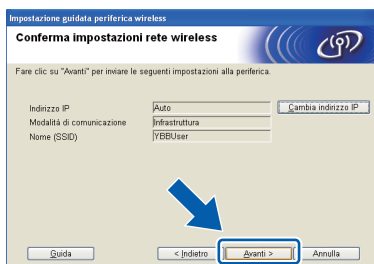 Impostazione guidata periferica wireless
Conferma impostazioni rete wireless
Fare clic su "Avanti" per inviare le seguenti impostazioni alla periferica.
Indirizzo IP Auto Cambia indirizzo IP
Modalità di comunicazione Infrastruttura
Nome (SSID) YBBUser
Guida < Indietro Avanti > Annulla